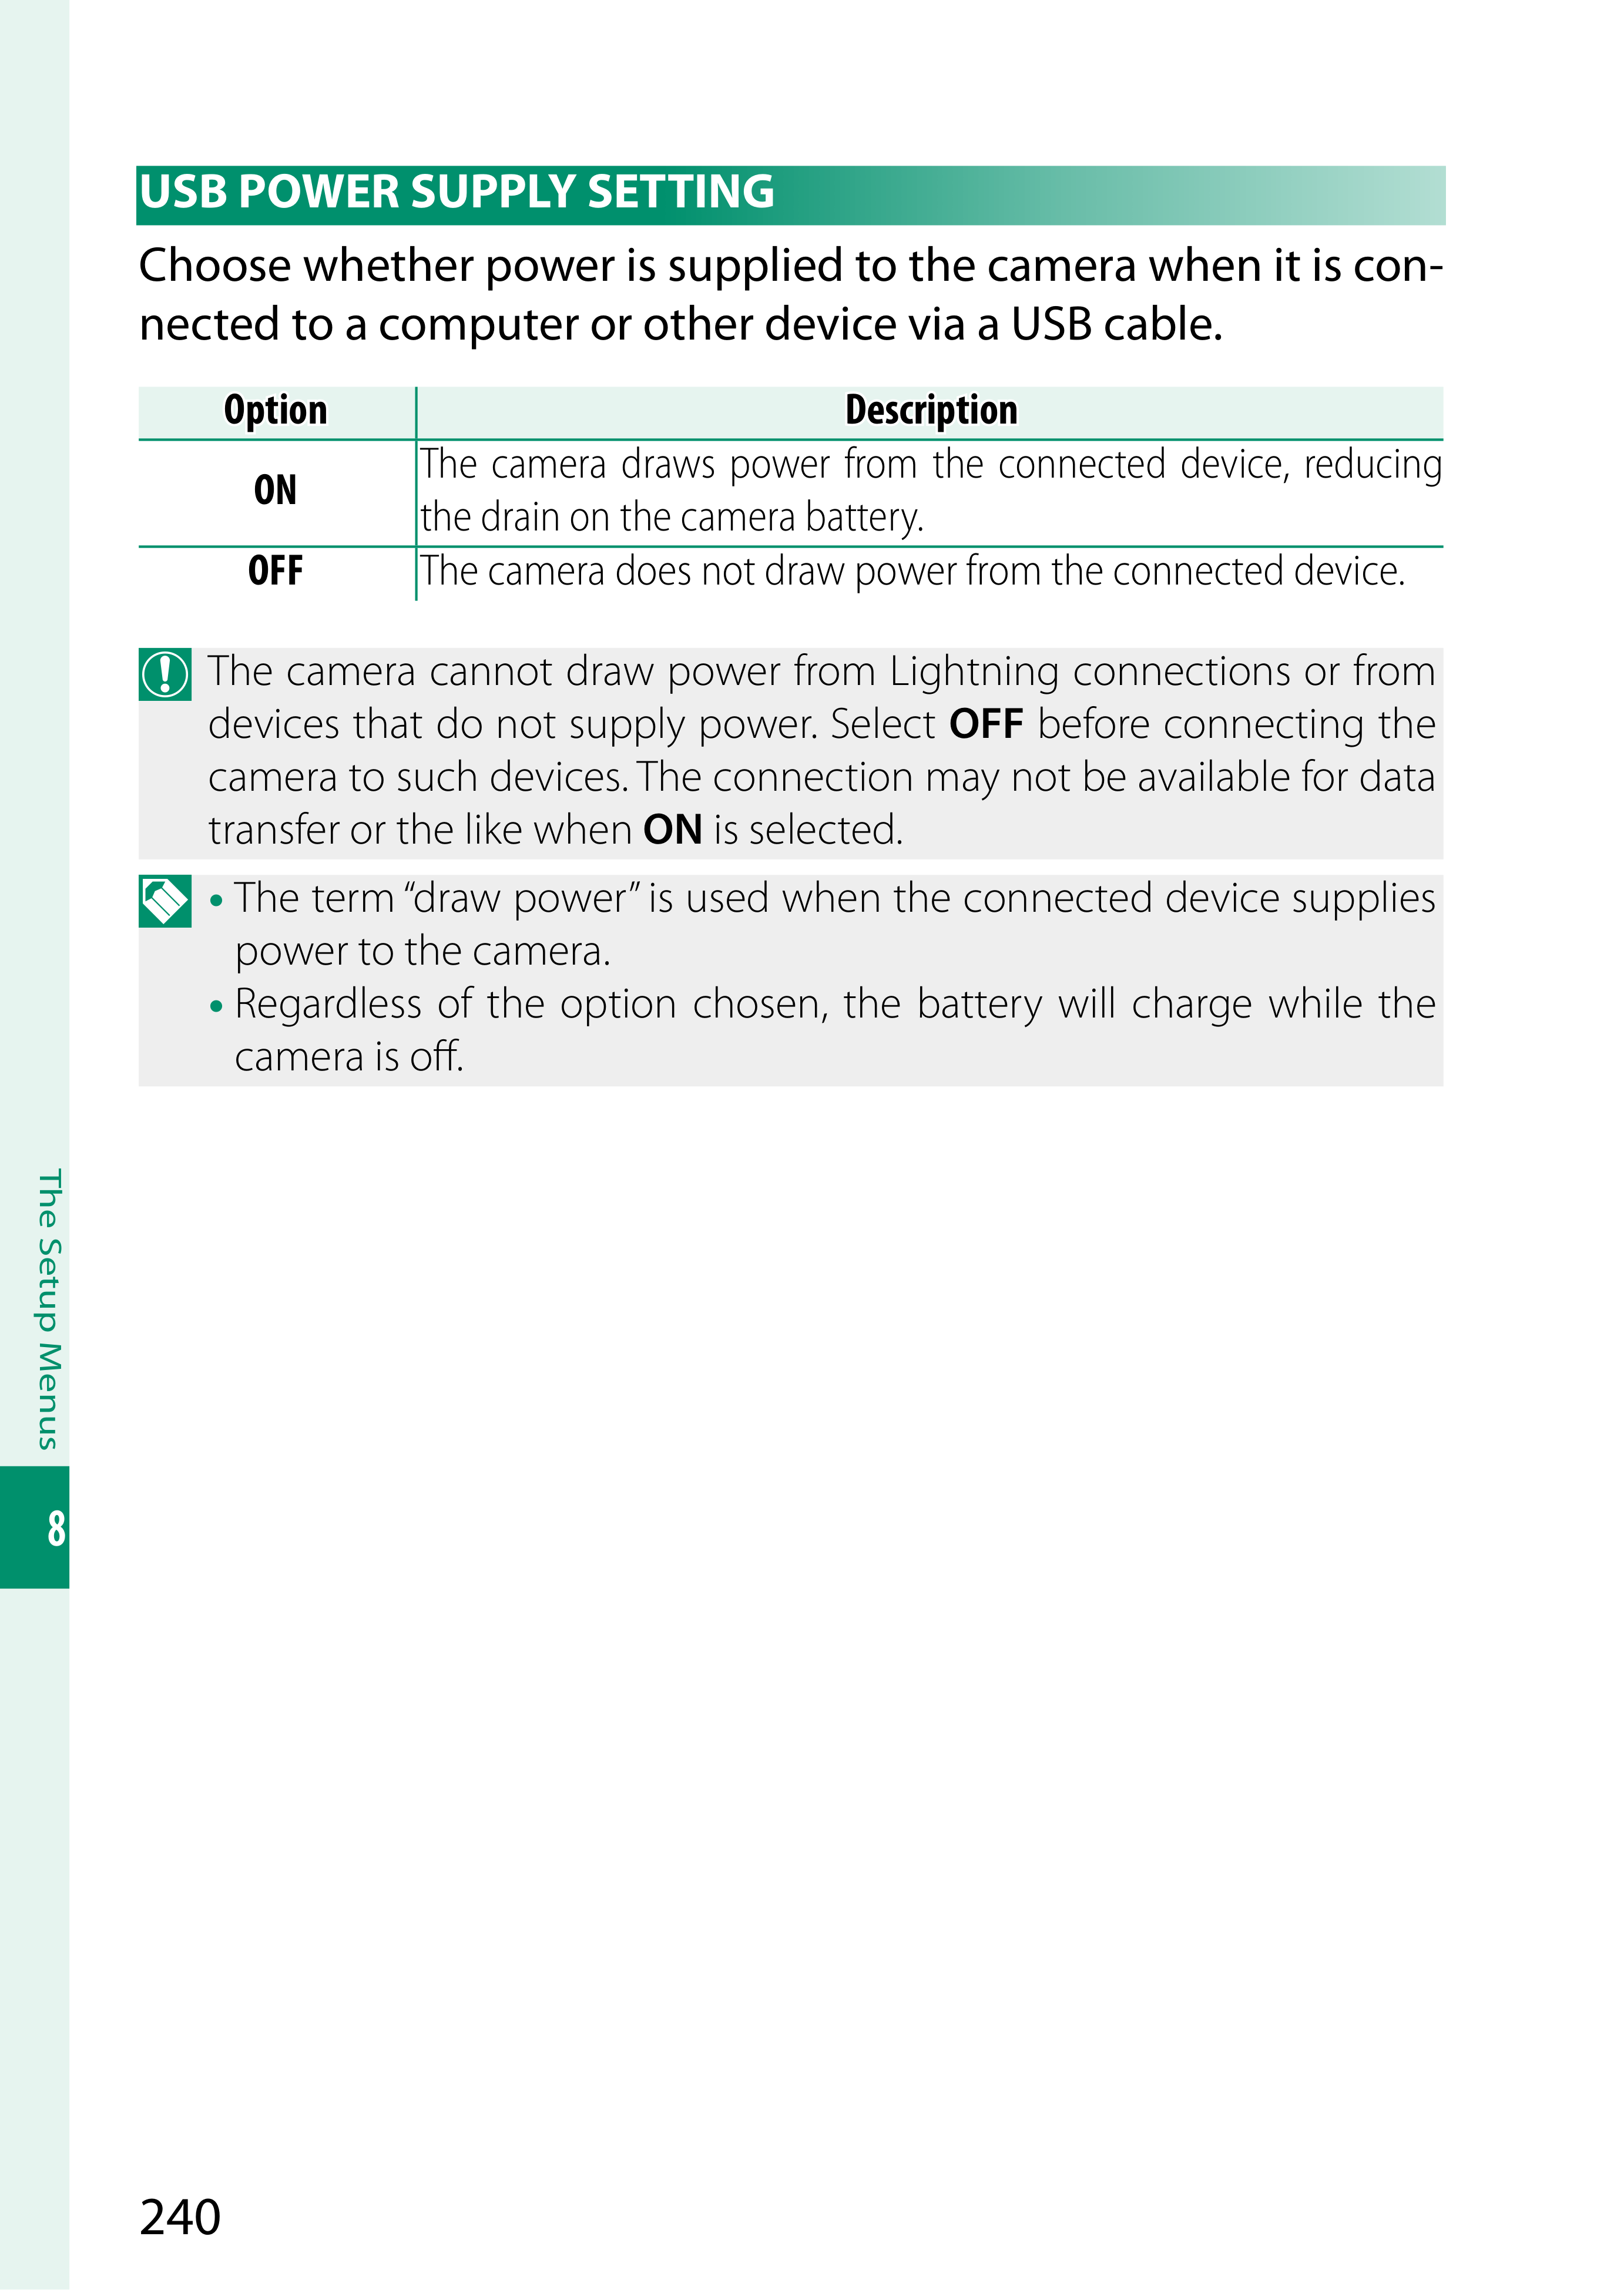 USB POWER SUPPLY SETTING
Choose whether power is supplied to the camera when it is con-
nected to a computer or other device via a USB cable.
Option Description
ON The camera draws power from the connected device, reducing
the drain on the camera battery.
OFF The camera does not draw power from the connected device.
The camera cannot draw power from Lightning connections or from
devices that do not supply power. Select OFF before connecting the
camera to such devices. The connection may not be available for data
transfer or the like when ON is selected.
• The term “draw power” is used when the connected device supplies
power to the camera.
• Regardless of the option chosen, the battery will charge while the
camera is off.
The Setup Menus
8
240